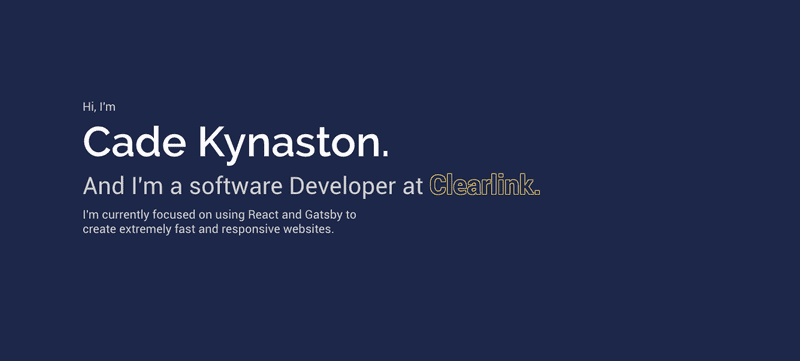 Hi, I'm
Cade Kynaston.
And I'm a software Developer at Clearlink.
I'm currently focused on using React and Gatsby to
create extremely fast and responsive websites.